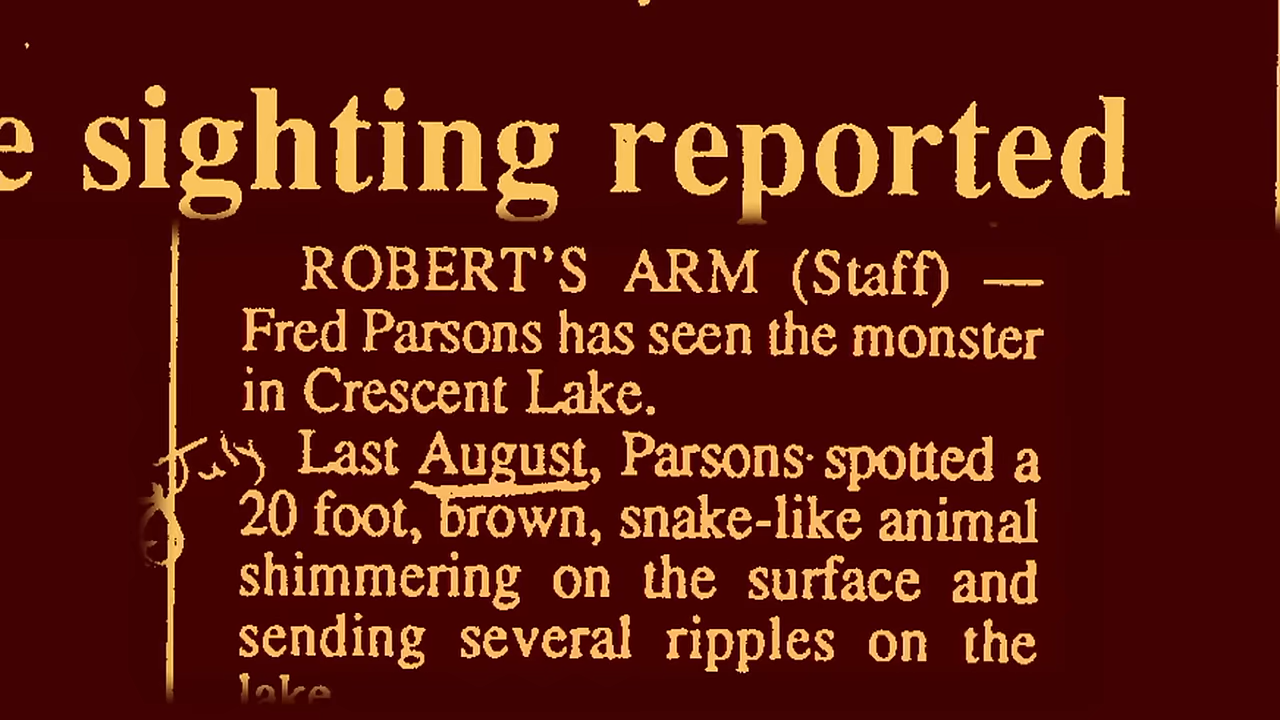 e sighting reported
ROBERT'S ARM (Staff) —
Fred Parsons has seen the monster
in Crescent Lake.
July
Last August, Parsons spotted a
20 foot, brown, snake-like animal
shimmering on the surface and
sending several ripples on the
lake